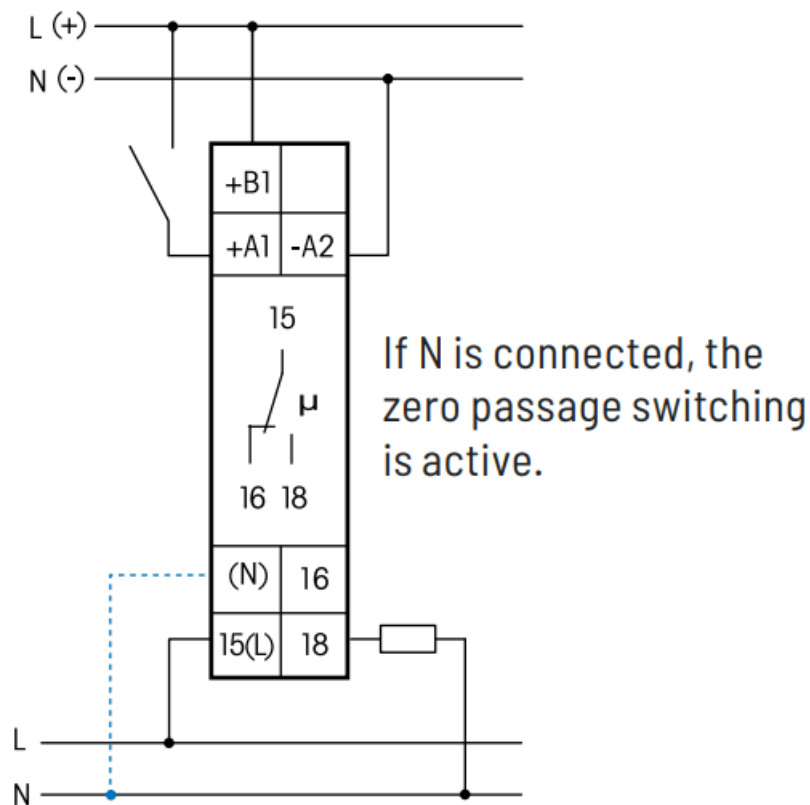 L (+)
N (-)
+B1
+A1 -A2
15
µ
16 18
If N is connected, the
zero passage switching
is active.
(N) 16
15(L) 18
L
N